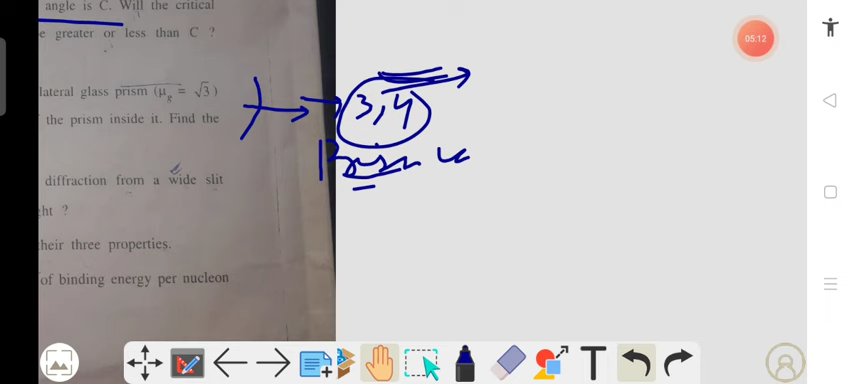 angle is C. Will the critical
e greater or less than C ?
lateral glass prism (μg = √3)
the prism inside it. Find the
diffraction from a wide slit
ght ?
heir three properties.
of binding energy per nucleon
3,4
Prism
05:12
T